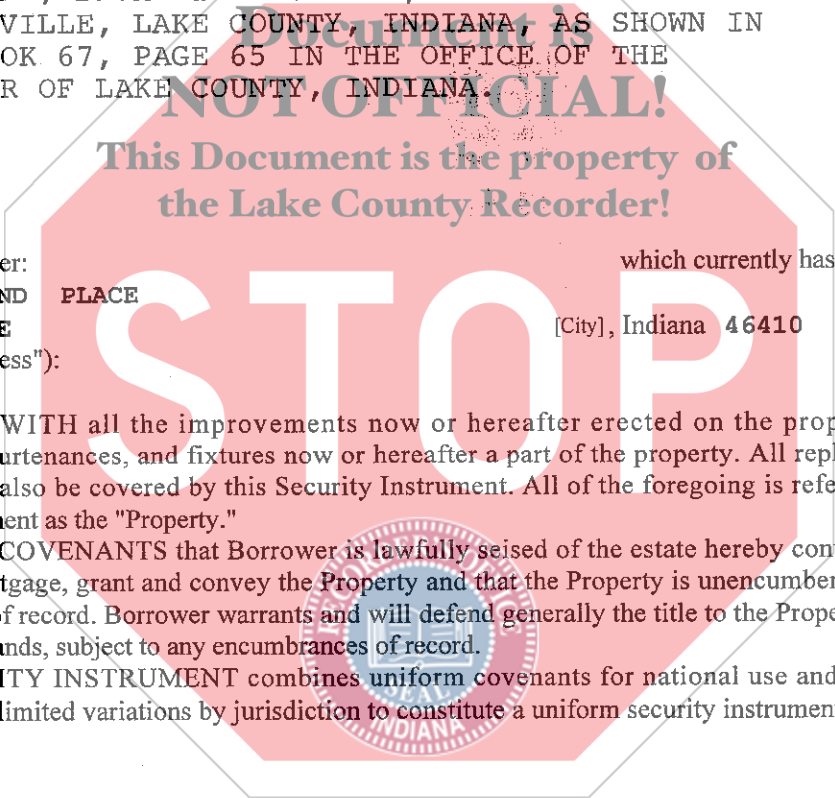 VILLE, LAKE COUNTY, INDIANA, AS SHOWN IN
OK 67, PAGE 65 IN THE OFFICE OF THE
R OF LAKE COUNTY, INDIANA.
Document is
NOT OFFICIAL!
This Document is the property of
the Lake County Recorder!
er: which currently has
ND PLACE
E [City], Indiana 46410
ess"):
STOP
WITH all the improvements now or hereafter erected on the prop
urtenances, and fixtures now or hereafter a part of the property. All repl
also be covered by this Security Instrument. All of the foregoing is refe
ent as the "Property."
COVENANTS that Borrower is lawfully seised of the estate hereby con
tgage, grant and convey the Property and that the Property is unencumber
of record. Borrower warrants and will defend generally the title to the Prope
ands, subject to any encumbrances of record.
ITY INSTRUMENT combines uniform covenants for national use and
limited variations by jurisdiction to constitute a uniform security instrumen
SEAL
INDIANA